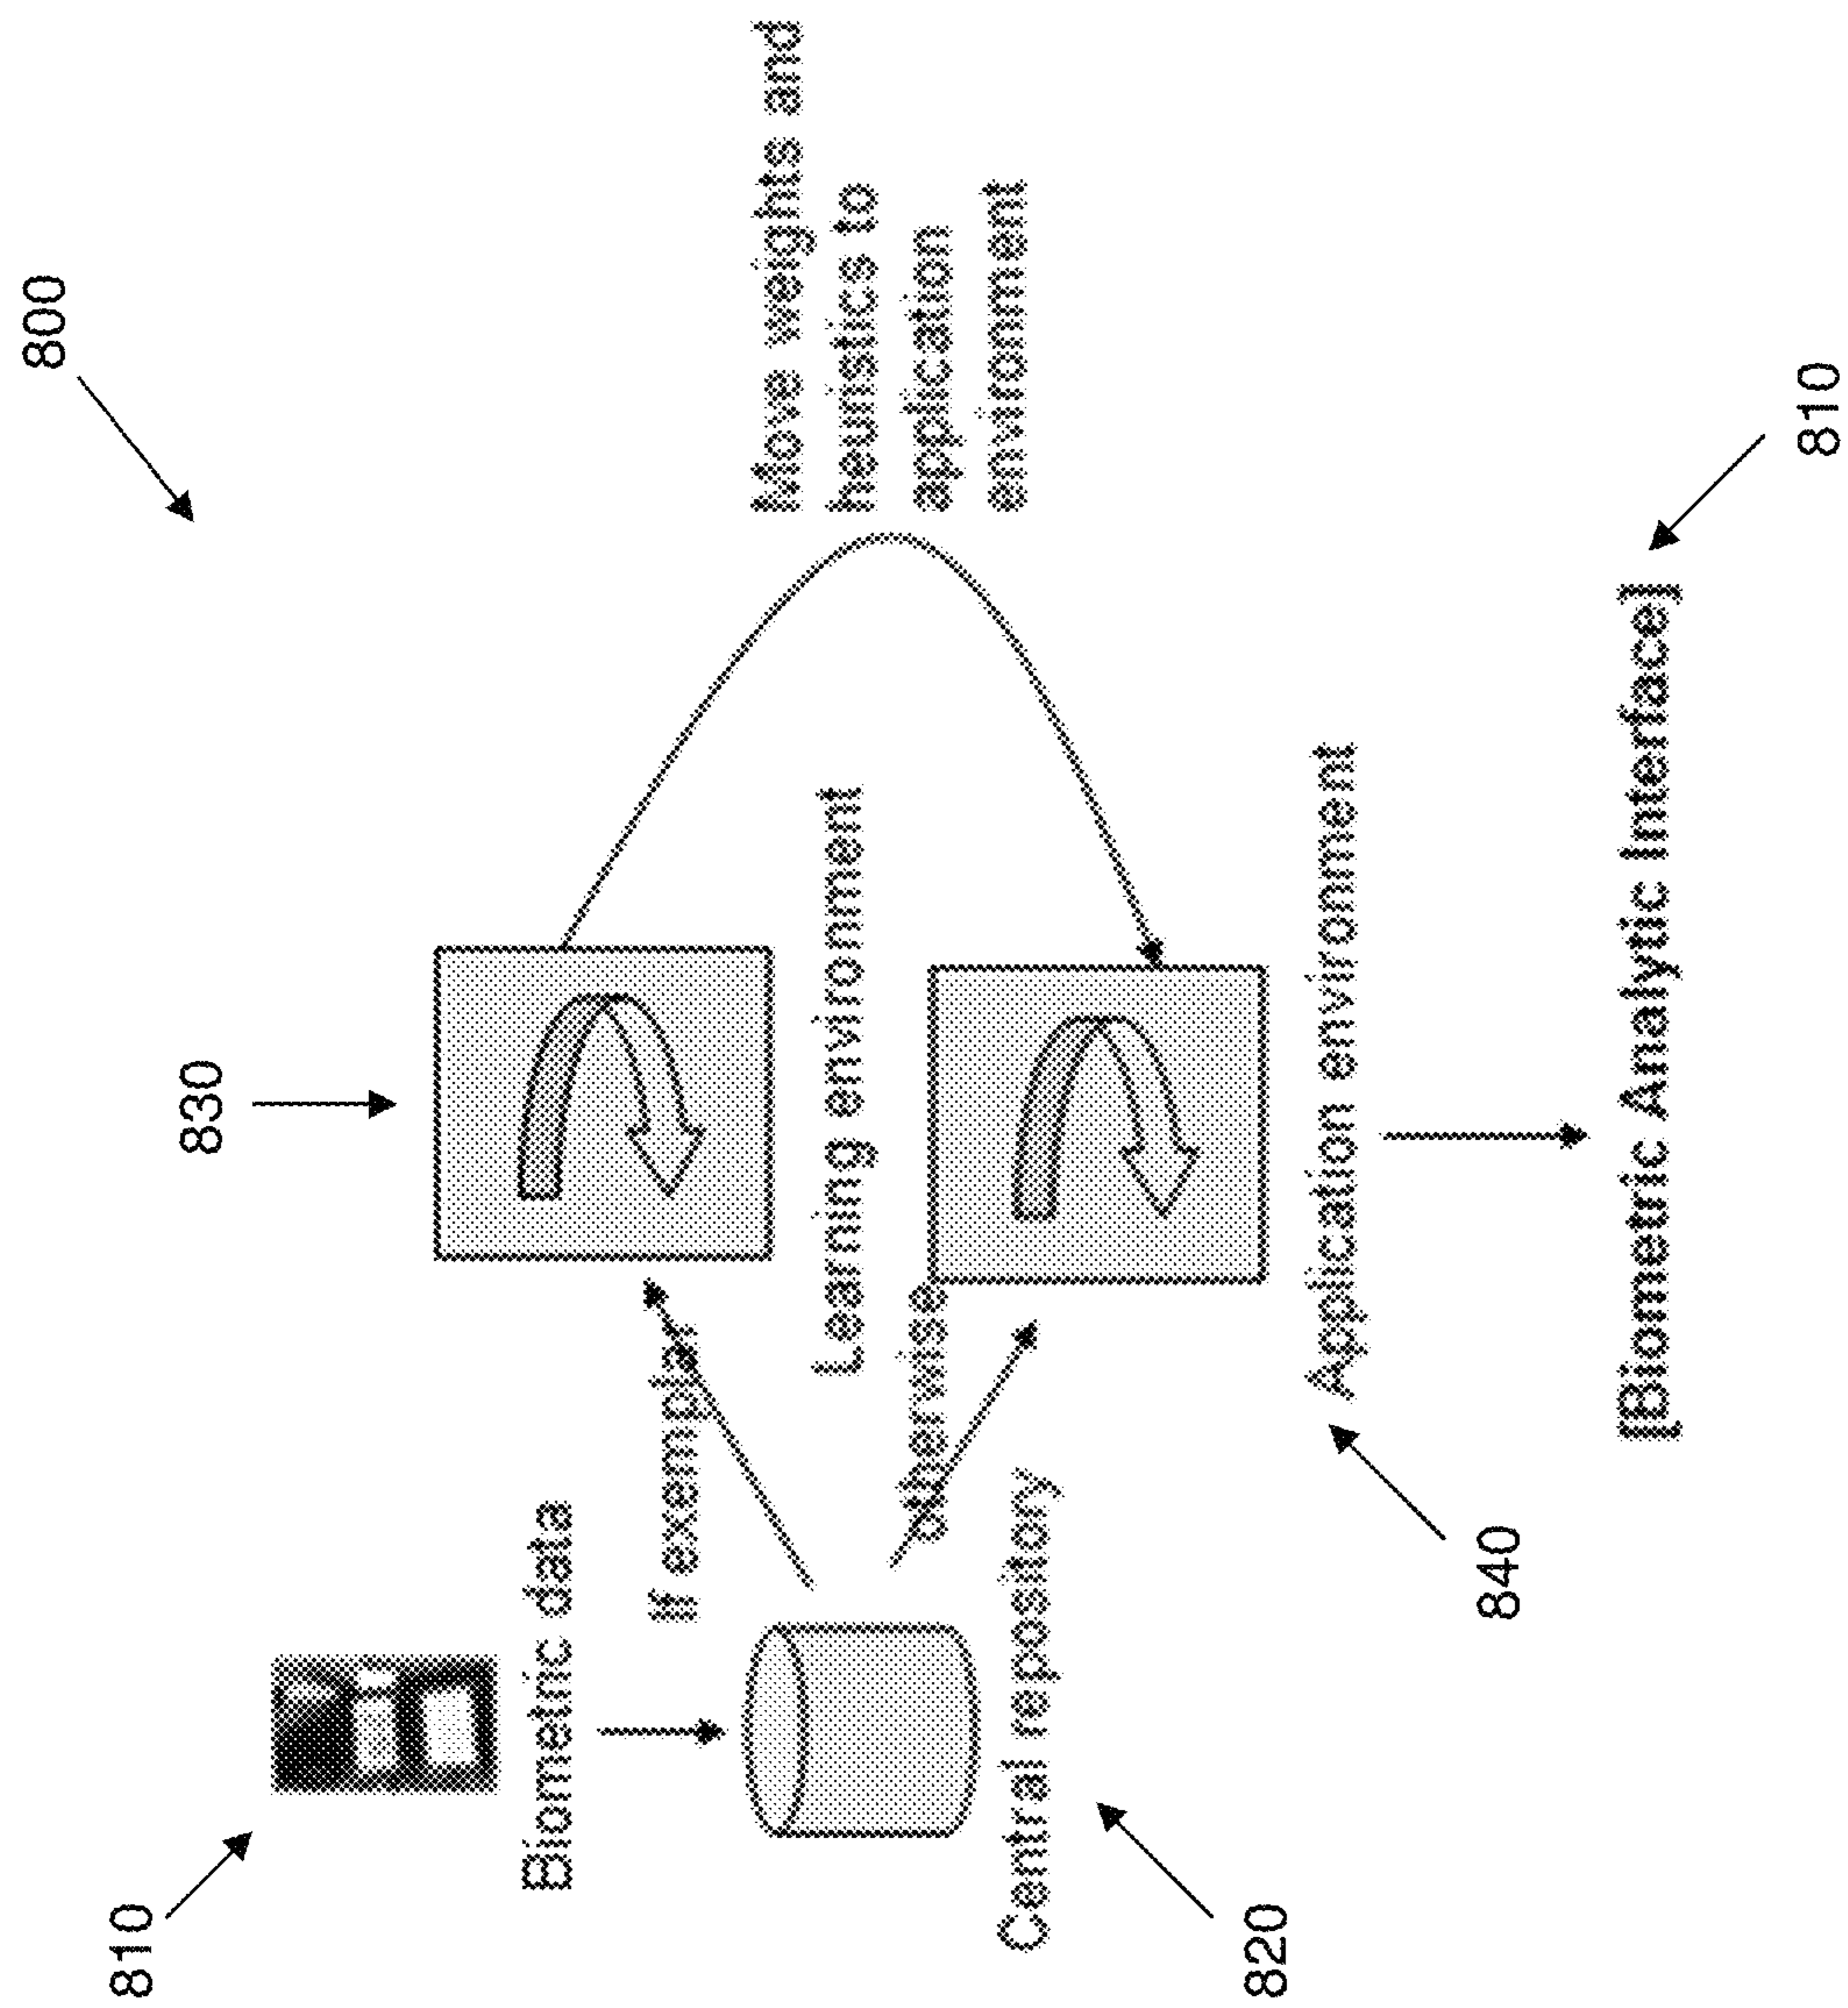 800
810
830
Biometric data
If exemplar
Learning environment
Move weights and
heuristics to
application
environment
otherwise
Central repository
820
Application environment
840
[Biometric Analytic Interface]
810